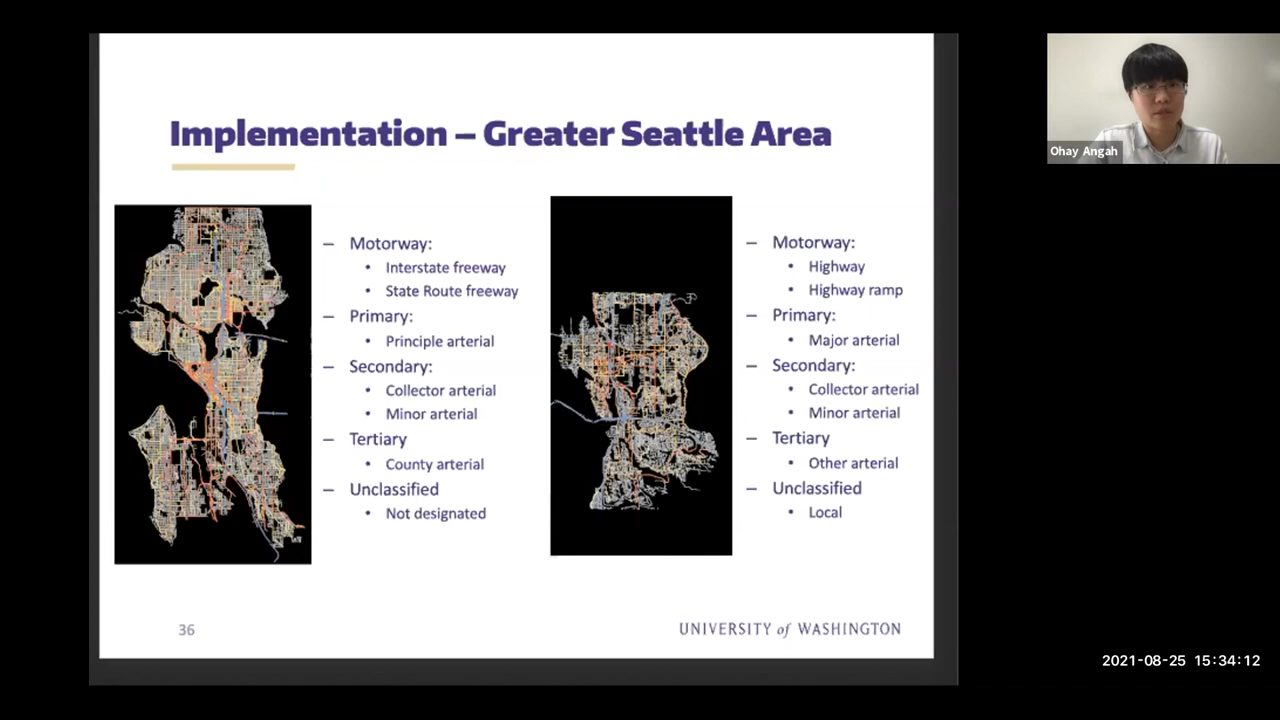 Implementation – Greater Seattle Area
– Motorway:
• Interstate freeway
• State Route freeway
– Primary:
• Principle arterial
– Secondary:
• Collector arterial
• Minor arterial
– Tertiary
• County arterial
– Unclassified
• Not designated
– Motorway:
• Highway
• Highway ramp
– Primary:
• Major arterial
– Secondary:
• Collector arterial
• Minor arterial
– Tertiary
• Other arterial
– Unclassified
• Local
36
UNIVERSITY of WASHINGTON
Ohay Angah
2021-08-25 15:34:12